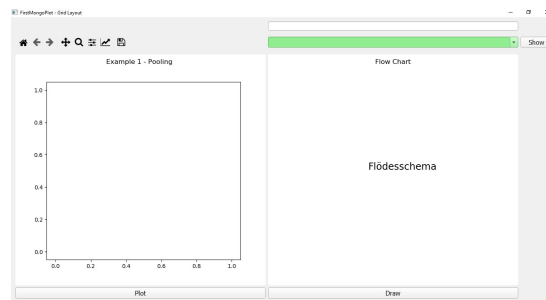 FirstMongoPlet - Grid Layout
Show
Example 1 - Pooling
Flow Chart
1.0
0.8
0.6
0.4
0.2
0.0
0.0 0.2 0.4 0.6 0.8 1.0
Flödesschema
Plot
Draw